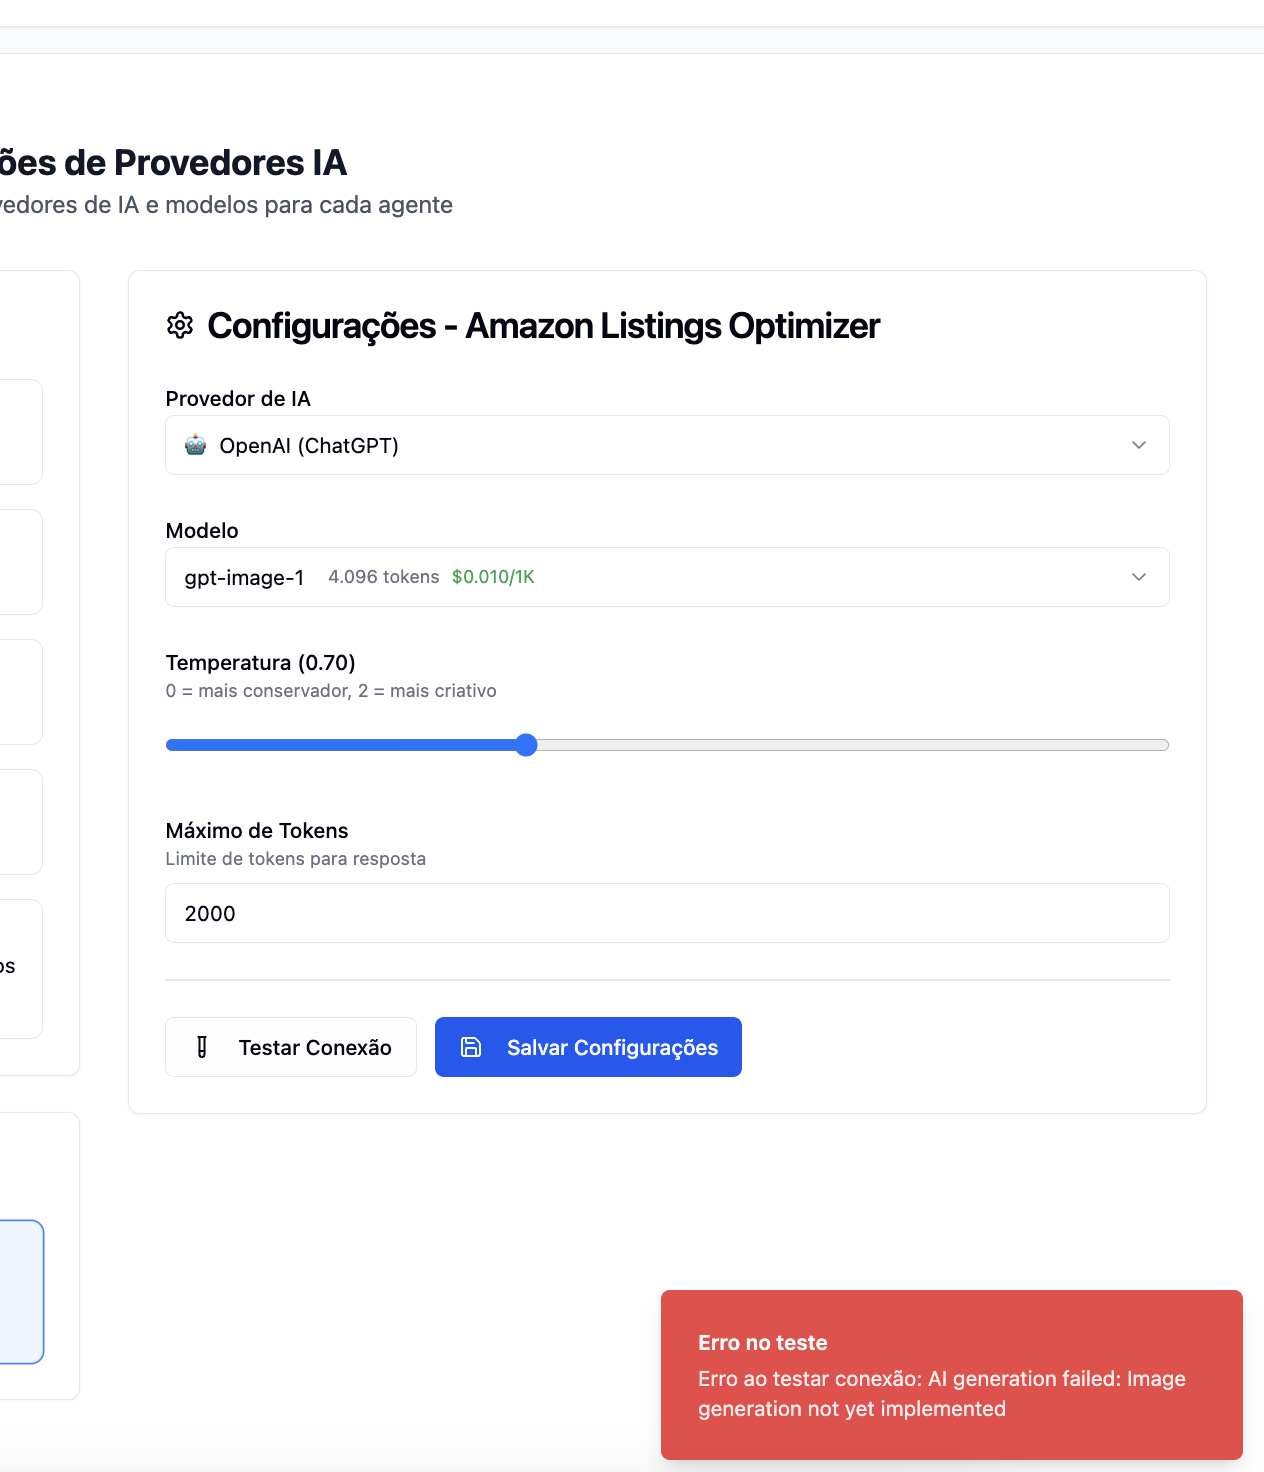 ões de Provedores IA
vedores de IA e modelos para cada agente
Configurações - Amazon Listings Optimizer
Provedor de IA
OpenAI (ChatGPT)
Modelo
gpt-image-1 4.096 tokens $0.010/1K
Temperatura (0.70)
0 = mais conservador, 2 = mais criativo
Máximo de Tokens
Limite de tokens para resposta
2000
os
Testar Conexão
Salvar Configurações
Erro no teste
Erro ao testar conexão: AI generation failed: Image
generation not yet implemented